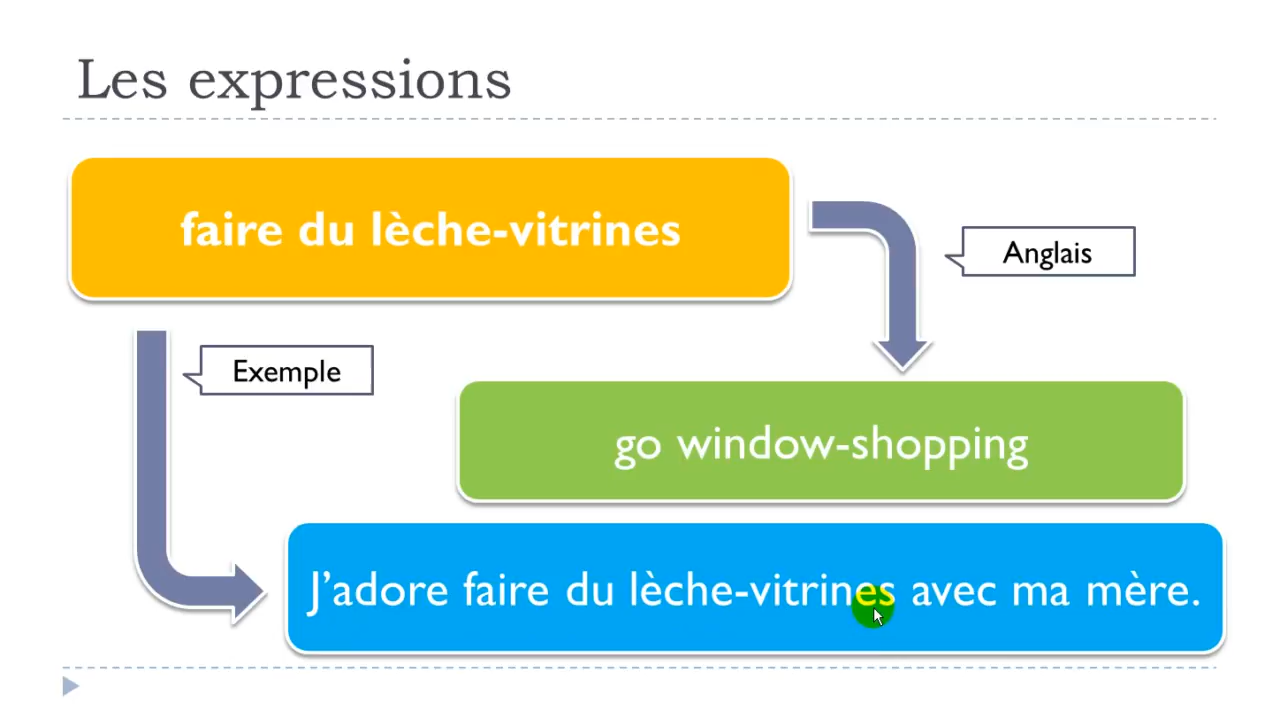 Les expressions
faire du lèche-vitrines
Anglais
Exemple
go window-shopping
J’adore faire du lèche-vitrines avec ma mère.